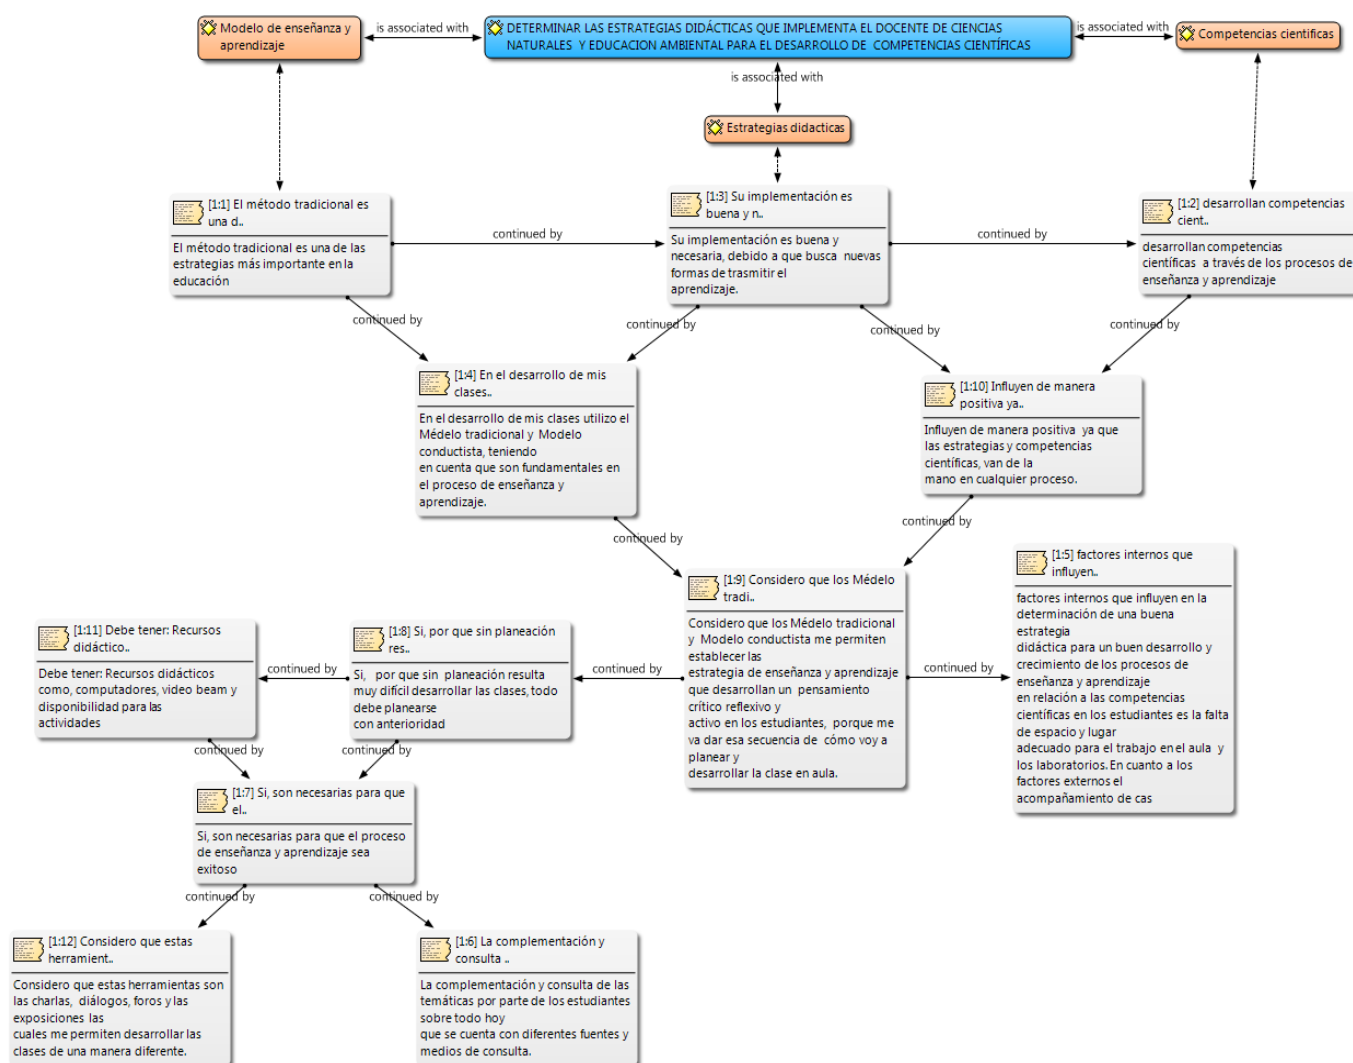 Modelo de enseñanza y
aprendizaje
is associated with
DETERMINAR LAS ESTRATEGIAS DIDÁCTICAS QUE IMPLEMENTA EL DOCENTE DE CIENCIAS
NATURALES Y EDUCACION AMBIENTAL PARA EL DESARROLLO DE COMPETENCIAS CIENTÍFICAS
is associated with
Competencias cientificas
is associated with
Estrategias didacticas
[1:1] El método tradicional es
una d..
El método tradicional es una de las
estrategias más importante en la
educación
continued by
[1:3] Su implementación es
buena y n..
Su implementación es buena y
necesaria, debido a que busca nuevas
formas de trasmitir el
aprendizaje.
continued by
[1:2] desarrollan competencias
cient..
desarrollan competencias
científicas a través de los procesos de
enseñanza y aprendizaje
continued by
continued by
continued by
continued by
[1:4] En el desarrollo de mis
clases..
En el desarrollo de mis clases utilizo el
Médelo tradicional y Modelo
conductista, teniendo
en cuenta que son fundamentales en
el proceso de enseñanza y
aprendizaje.
[1:10] Influyen de manera
positiva ya..
Influyen de manera positiva ya que
las estrategias y competencias
científicas, van de la
mano en cualquier proceso.
continued by
continued by
[1:11] Debe tener: Recursos
didáctico..
Debe tener: Recursos didácticos
como, computadores, video beam y
disponibilidad para las
actividades
continued by
[1:8] Si, por que sin planeación
res..
Si, por que sin planeación resulta
muy difícil desarrollar las clases, todo
debe planearse
con anterioridad
continued by
[1:9] Considero que los Médelo
tradi..
Considero que los Médelo tradicional
y Modelo conductista me permiten
establecer las
estrategia de enseñanza y aprendizaje
que desarrollan un pensamiento
crítico reflexivo y
activo en los estudiantes, porque me
va dar esa secuencia de cómo voy a
planear y
desarrollar la clase en aula.
continued by
[1:5] factores internos que
influyen..
factores internos que influyen en la
determinación de una buena
estrategia
didáctica para un buen desarrollo y
crecimiento de los procesos de
enseñanza y aprendizaje
en relación a las competencias
científicas en los estudiantes es la falta
de espacio y lugar
adecuado para el trabajo en el aula y
los laboratorios. En cuanto a los
factores externos el
acompañamiento de cas
continued by
continued by
[1:7] Si, son necesarias para que
el..
Si, son necesarias para que el proceso
de enseñanza y aprendizaje sea
exitoso
continued by
continued by
[1:12] Considero que estas
herramient..
Considero que estas herramientas son
las charlas, diálogos, foros y las
exposiciones las
cuales me permiten desarrollar las
clases de una manera diferente.
[1:6] La complementación y
consulta ..
La complementación y consulta de las
temáticas por parte de los estudiantes
sobre todo hoy
que se cuenta con diferentes fuentes y
medios de consulta.